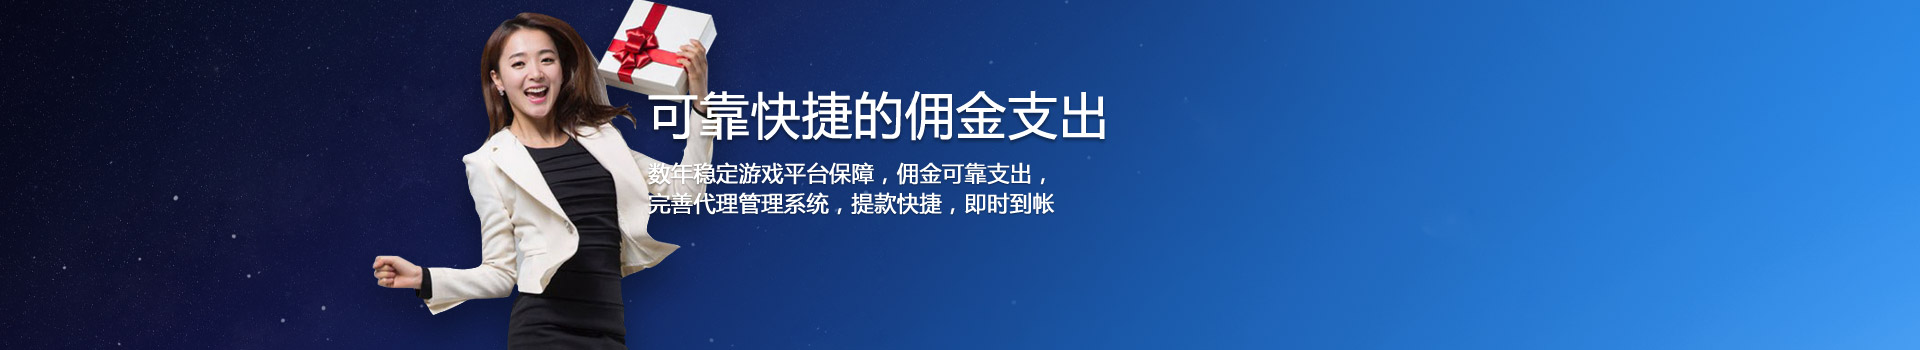 可靠快捷的佣金支出
数年稳定游戏平台保障，佣金可靠支出，
完善代理管理系统，提款快捷，即时到帐